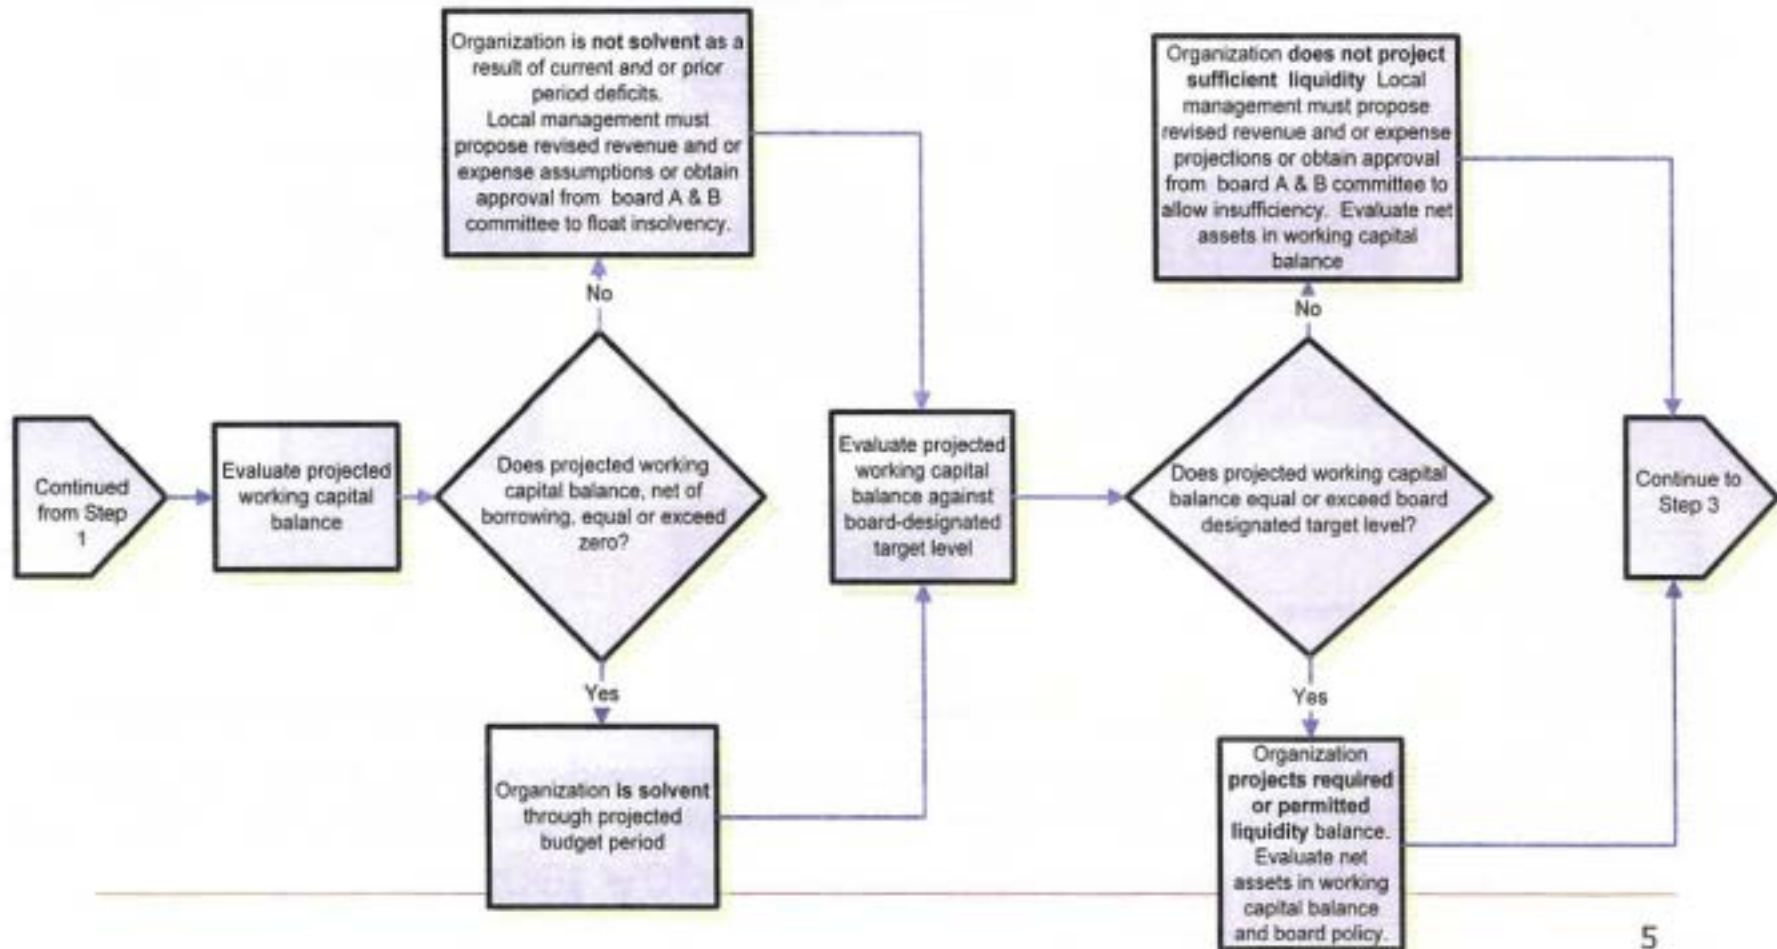 Organization is not solvent as a
result of current and or prior
period deficits.
Local management must
propose revised revenue and or
expense assumptions or obtain
approval from board A & B
committee to float insolvency.
Organization does not project
sufficient liquidity Local
management must propose
revised revenue and or expense
projections or obtain approval
from board A & B committee to
allow insufficiency. Evaluate net
assets in working capital
balance
No
No
Continued
from Step
1
Evaluate projected
working capital
balance
Does projected working
capital balance, net of
borrowing, equal or exceed
zero?
Evaluate projected
working capital
balance against
board-designated
target level
Does projected working capital
balance equal or exceed board
designated target level?
Continue to
Step 3
Yes
Yes
Organization is solvent
through projected
budget period
Organization
projects required
or permitted
liquidity balance.
Evaluate net
assets in working
capital balance
and board policy.
5